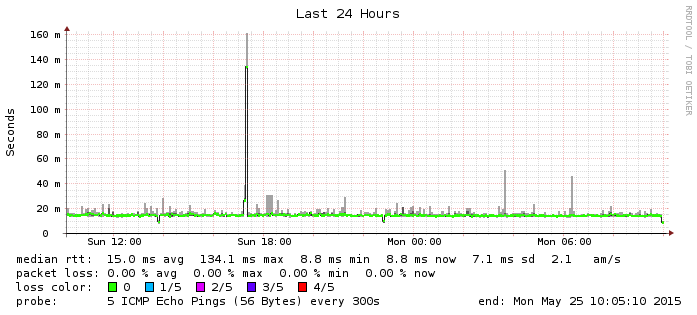 Last 24 Hours
RRDTOOL / TOBI OETIKER
Seconds
160 m
140 m
120 m
100 m
80 m
60 m
40 m
20 m
0
Sun 12:00 Sun 18:00 Mon 00:00 Mon 06:00
median rtt: 15.0 ms avg 134.1 ms max 8.8 ms min 8.8 ms now 7.1 ms sd 2.1 am/s
packet loss: 0.00 % avg 0.00 % max 0.00 % min 0.00 % now
loss color: 0 1/5 2/5 3/5 4/5
probe: 5 ICMP Echo Pings (56 Bytes) every 300s end: Mon May 25 10:05:10 2015